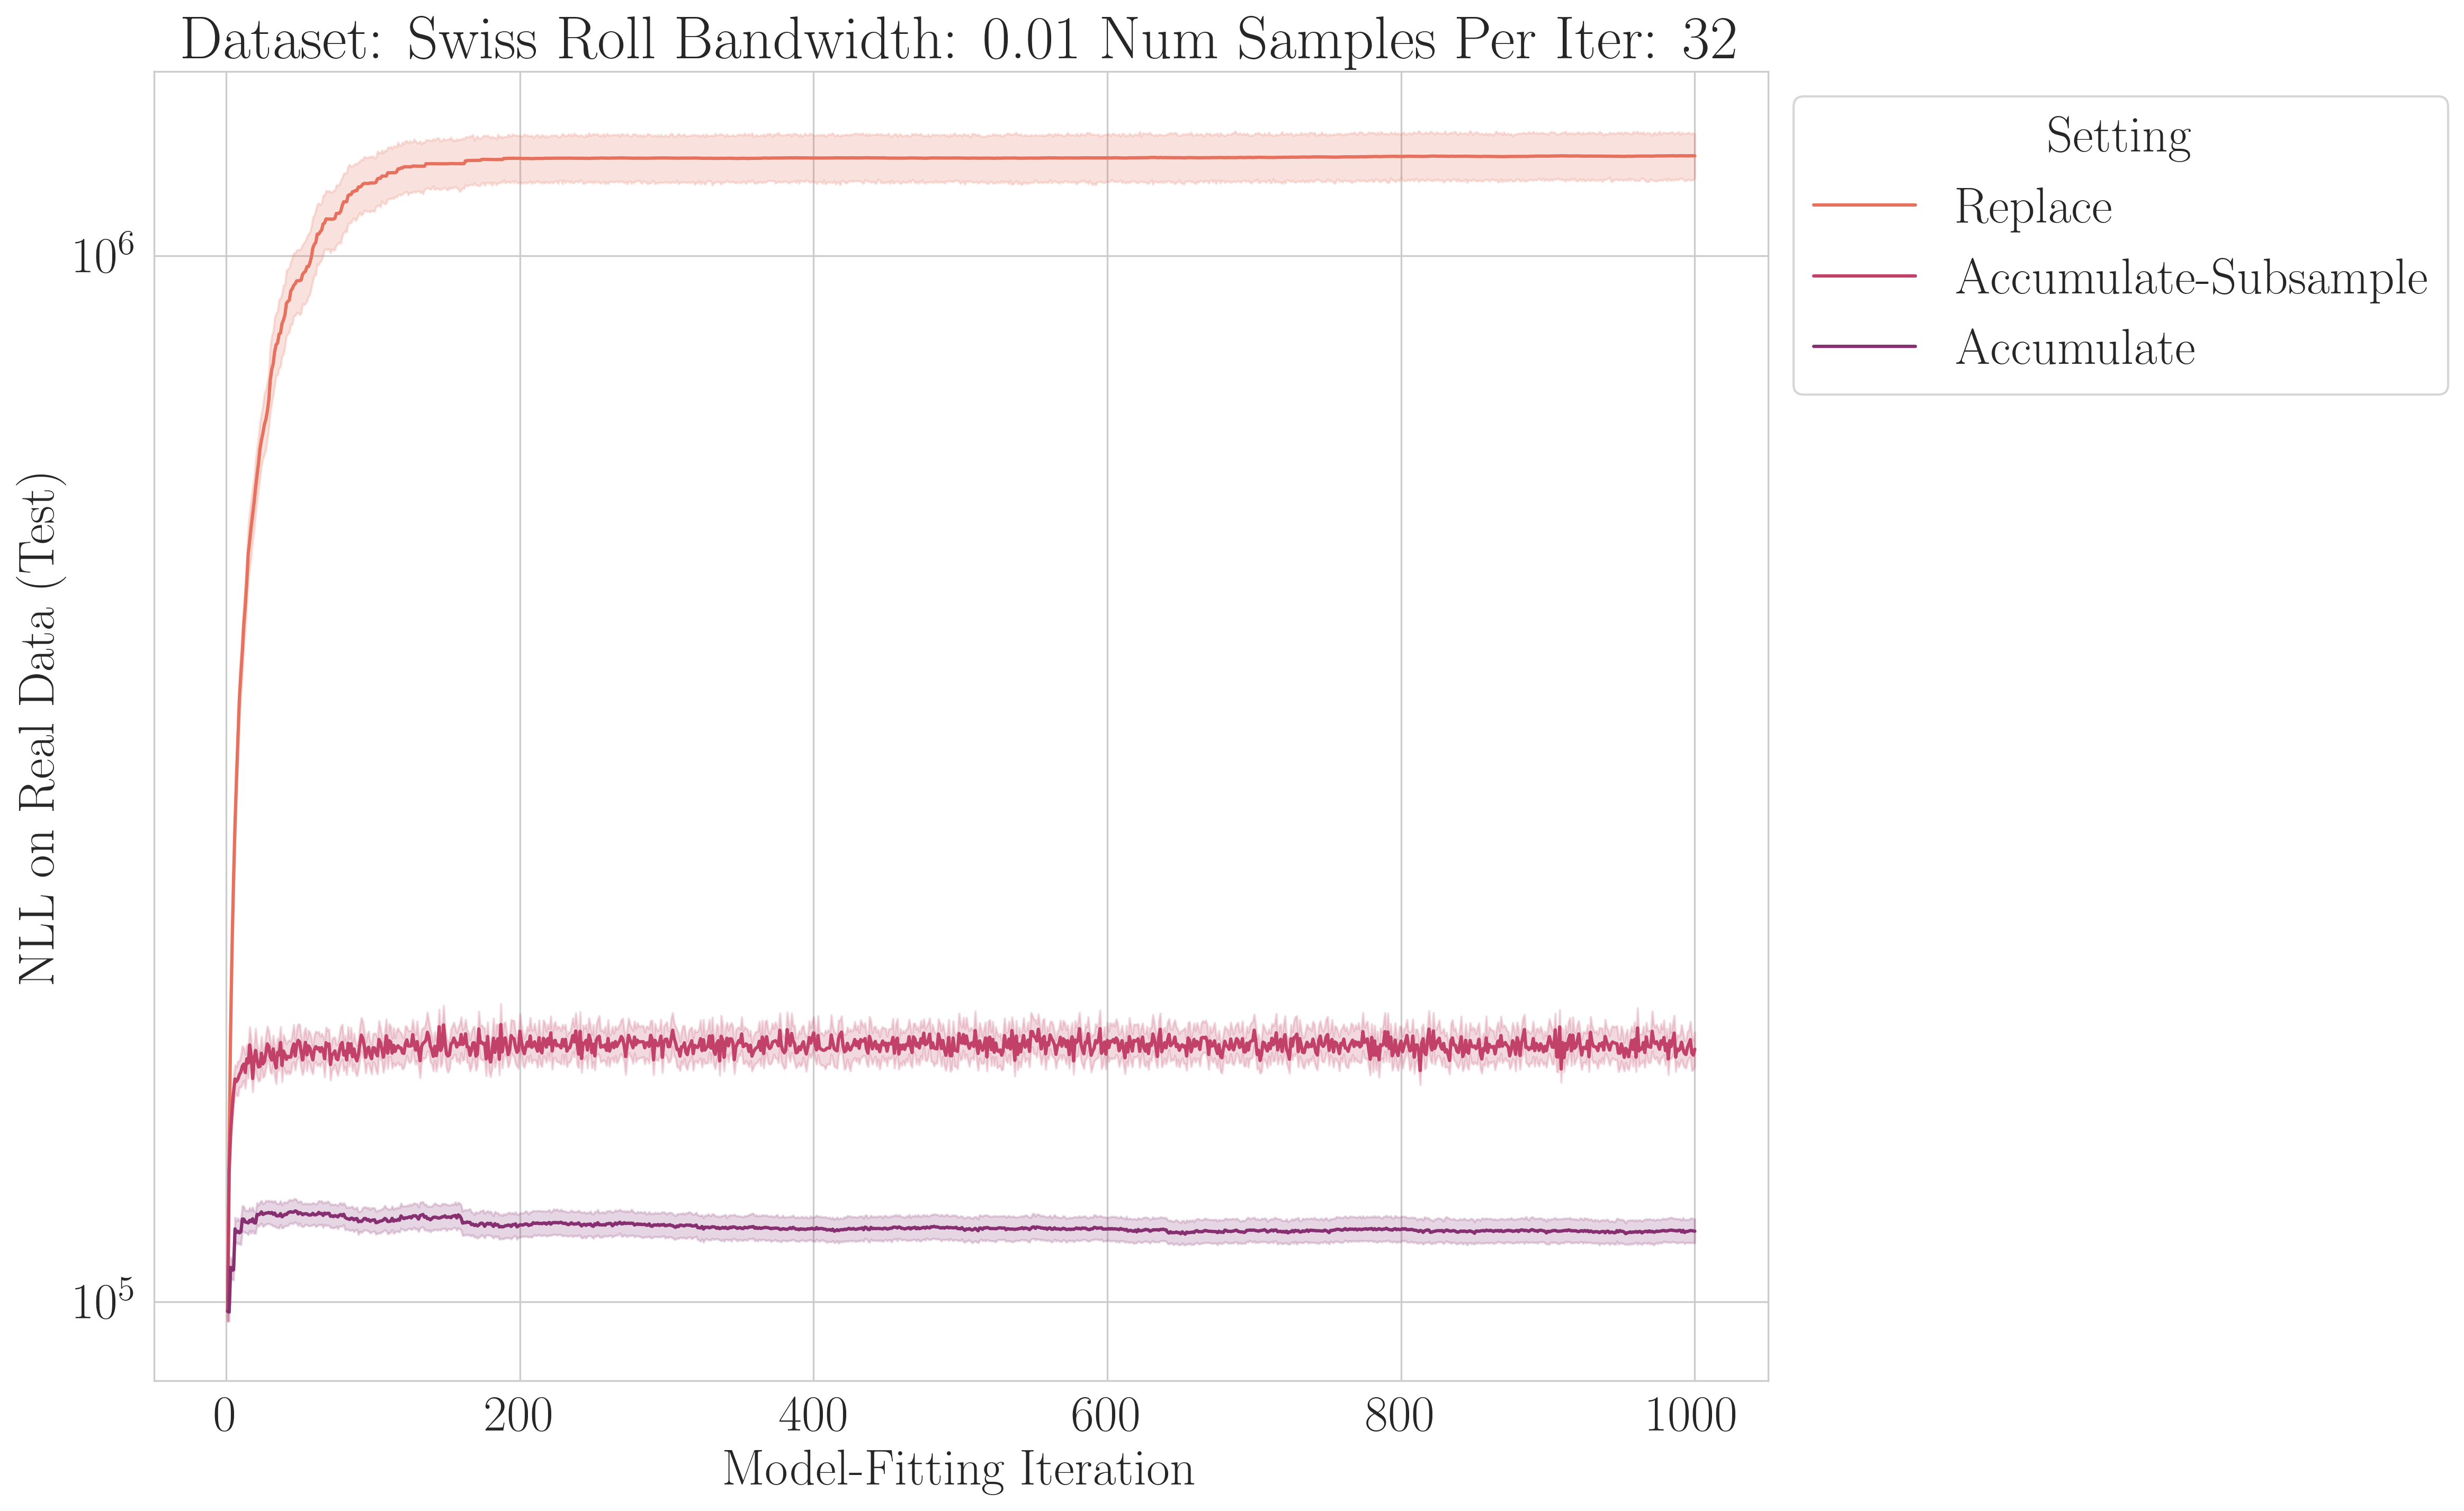 Dataset: Swiss Roll Bandwidth: 0.01 Num Samples Per Iter: 32
Setting
Replace
Accumulate-Subsample
Accumulate
NLL on Real Data (Test)
10^6
10^5
0 200 400 600 800 1000
Model-Fitting Iteration